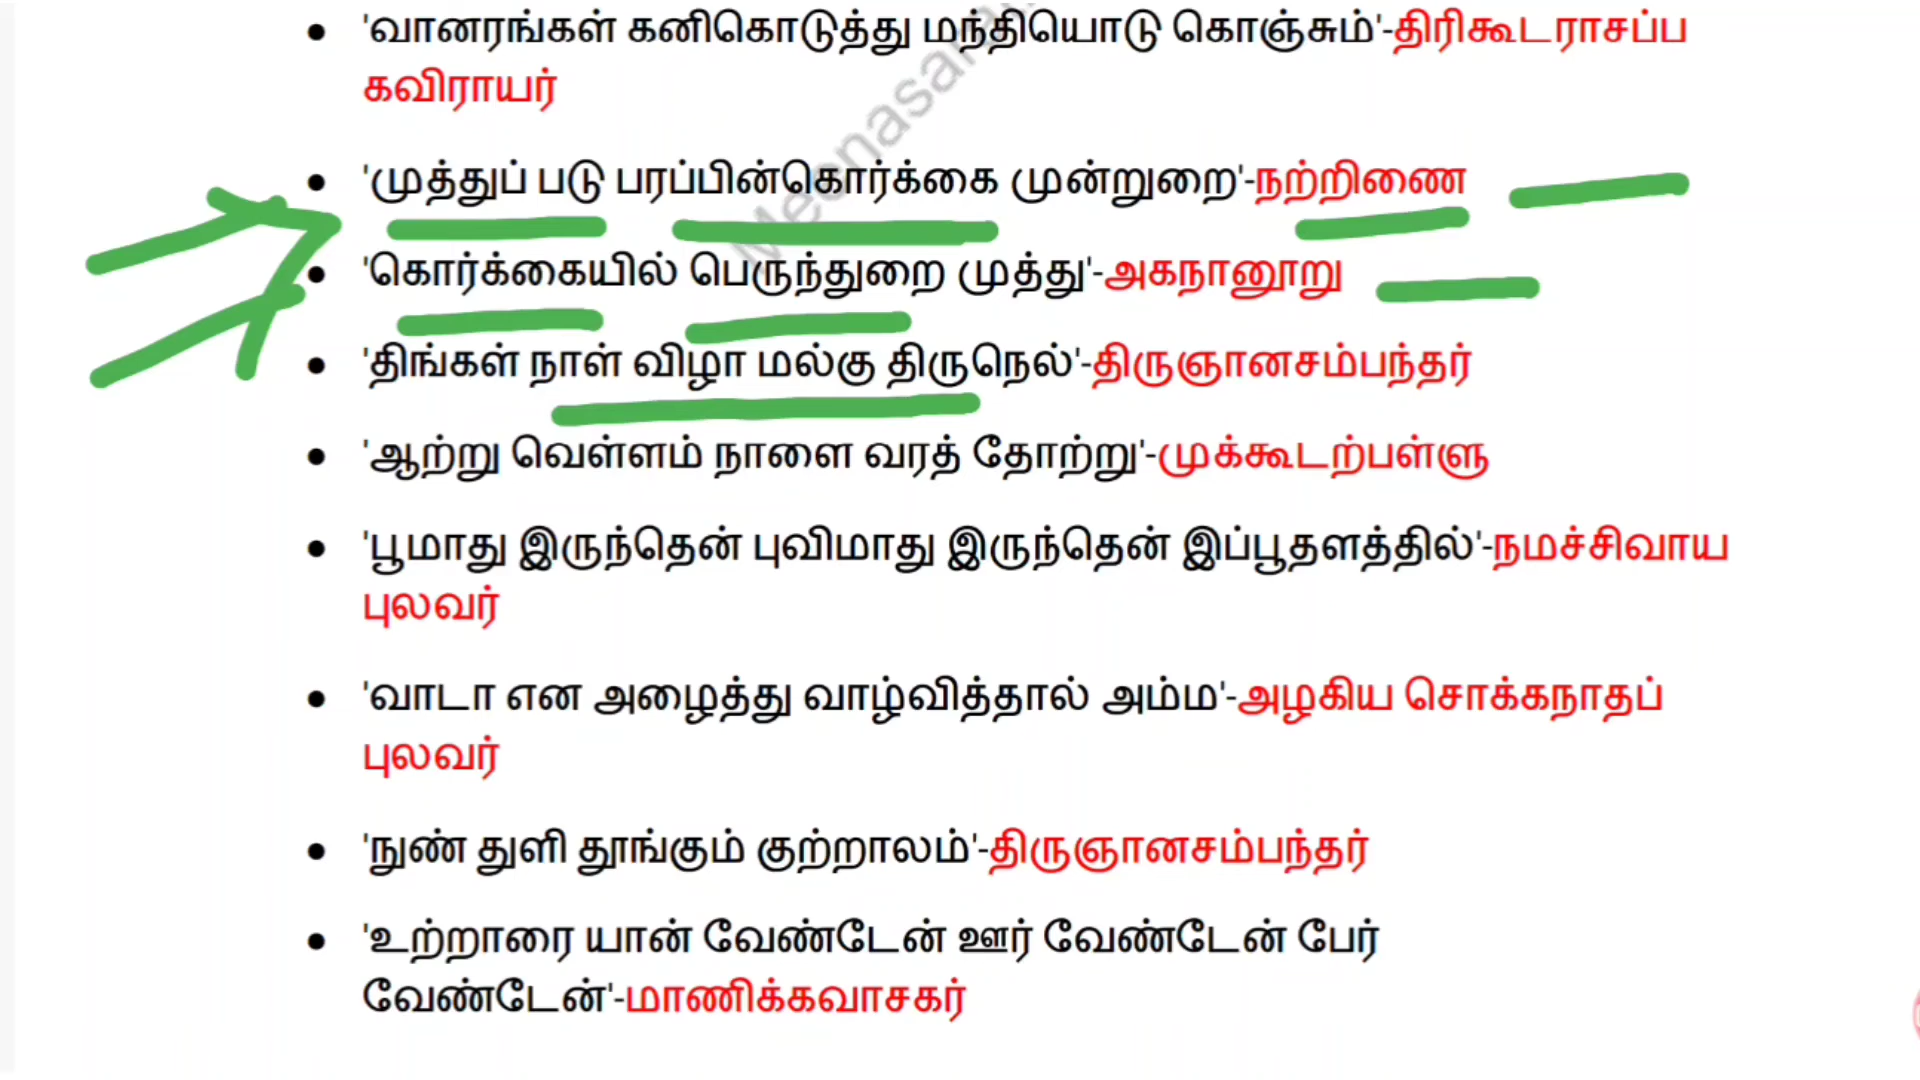 • 'வானரங்கள் கனிகொடுத்து மந்தியொடு கொஞ்சும்'-திரிகூடராசப்ப
கவிராயர்
• 'முத்துப் படு பரப்பின்கொர்க்கை முன்றுறை'-நற்றிணை
• 'கொர்க்கையில் பெருந்துறை முத்து'-அகநானூறு
• 'திங்கள் நாள் விழா மல்கு திருநெல்'-திருஞானசம்பந்தர்
• 'ஆற்று வெள்ளம் நாளை வரத் தோற்று'-முக்கூடற்பள்ளு
• 'பூமாது இருந்தென் புவிமாது இருந்தென் இப்பூதளத்தில்'-நமச்சிவாய
புலவர்
• 'வாடா என அழைத்து வாழ்வித்தால் அம்ம'-அழகிய சொக்கநாதப்
புலவர்
• 'நுண் துளி தூங்கும் குற்றாலம்'-திருஞானசம்பந்தர்
• 'உற்றாரை யான் வேண்டேன் ஊர் வேண்டேன் பேர்
வேண்டேன்'-மாணிக்கவாசகர்